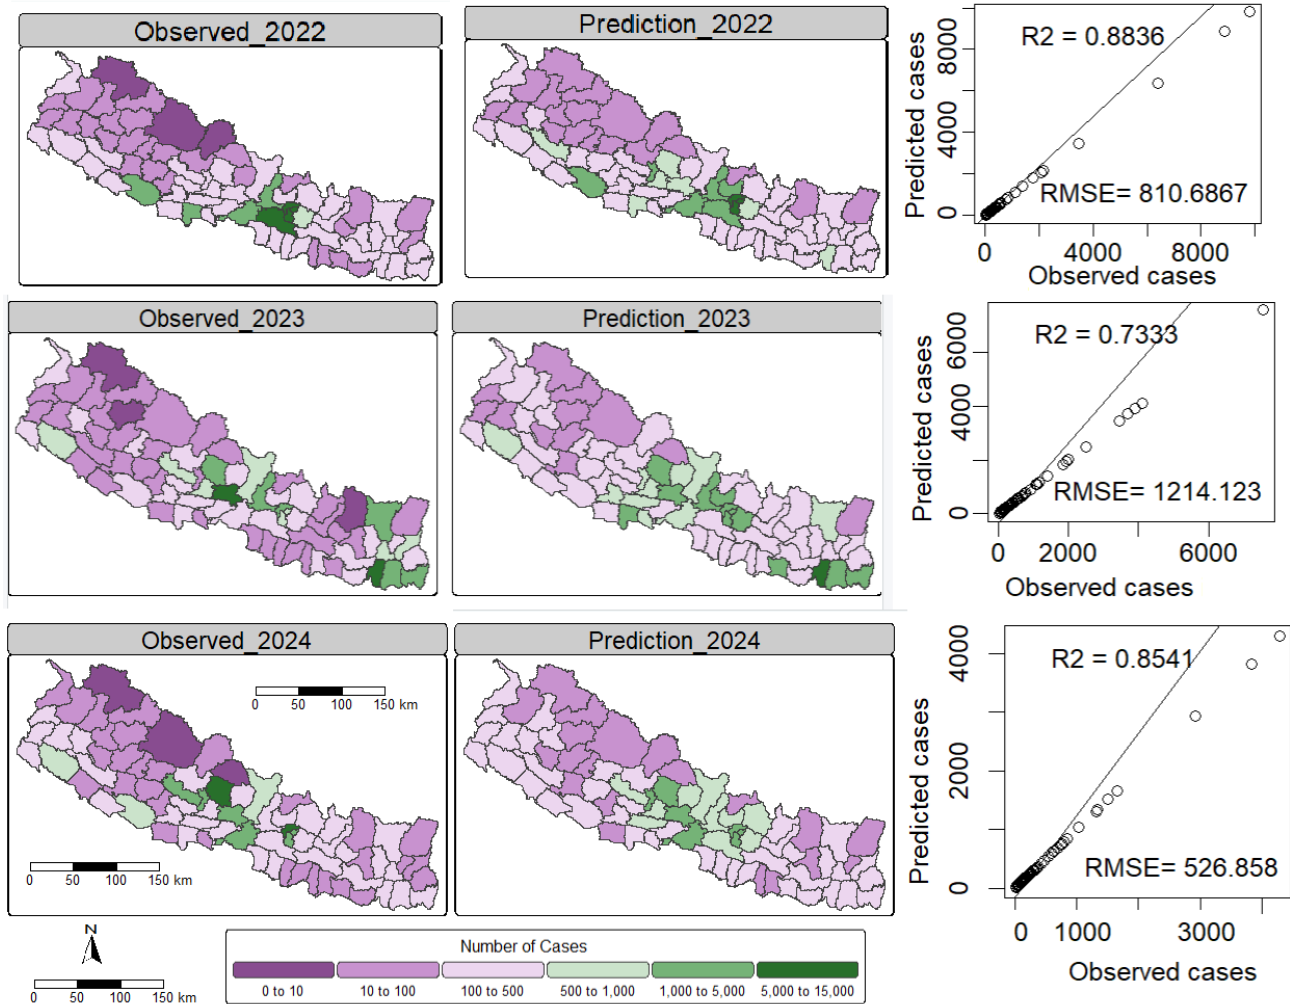 Observed_2022
Prediction_2022
R2 = 0.8836
RMSE= 810.6867
Predicted cases
0 4000 8000
0 4000 8000
Observed cases
Observed_2023
Prediction_2023
R2 = 0.7333
RMSE= 1214.123
Predicted cases
0 2000 4000 6000
0 2000 6000
Observed cases
Observed_2024
Prediction_2024
0 50 100 150 km
0 50 100 150 km
R2 = 0.8541
RMSE= 526.858
Predicted cases
0 2000 4000
0 1000 3000
Observed cases
N
0 50 100 150 km
Number of Cases
0 to 10 10 to 100 100 to 500 500 to 1,000 1,000 to 5,000 5,000 to 15,000